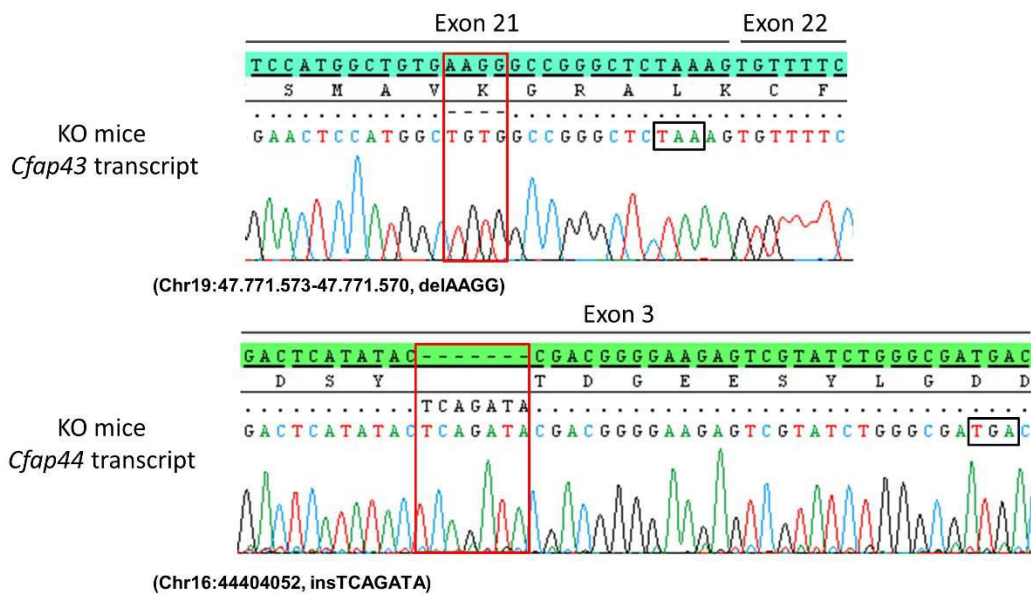 Exon 21 Exon 22
TCCATGGCTGTGAAGGGCCGGGCTCTAAAGTGTTTTC
S M A V K G R A L K C F
- - - -
KO mice
Cfap43 transcript
GAACTCCATGGCTGTGGCCGGGCTCTAAAGTGTTTTC
(Chr19:47.771.573-47.771.570, delAAGG)
Exon 3
GACTCATATAC-------CGACGGGGAAGAGTCGTATCTGGGCGATGAC
D S Y T D G E E S Y L G D D
TCAGATA
KO mice
Cfap44 transcript
GACTCATATACTCAGATACGACGGGGAAGAGTCGTATCTGGGCGATGAC
(Chr16:44404052, insTCAGATA)